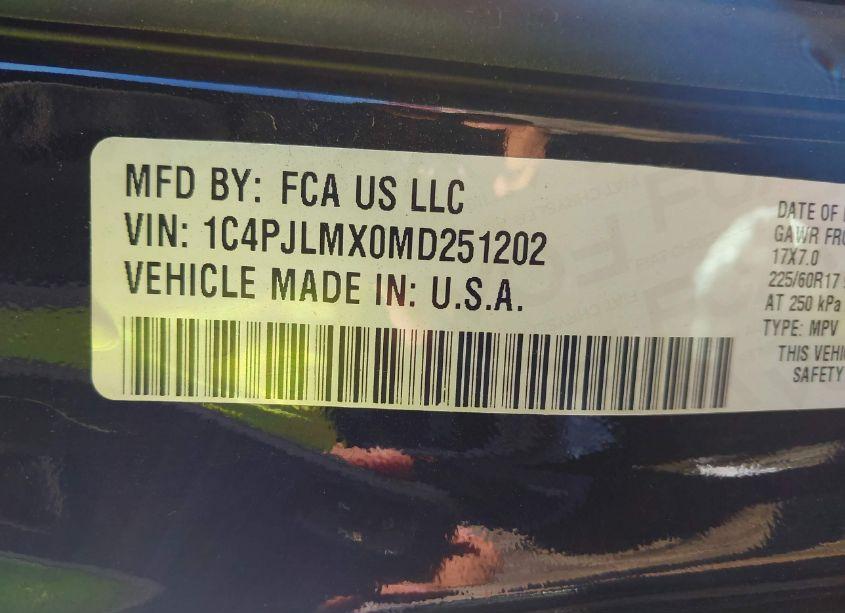 MFD BY: FCA US LLC
VIN: 1C4PJLMX0MD251202
VEHICLE MADE IN: U.S.A.
DATE OF
GAWR FRO
17X7.0
225/60R17
AT 250 kPa
TYPE: MPV
THIS VEHI
SAFETY